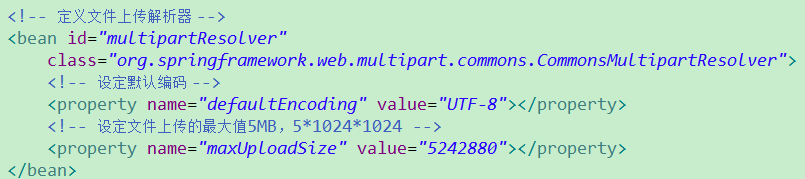 <!-- 定义文件上传解析器 -->
<bean id="multipartResolver"
    class="org.springframework.web.multipart.commons.CommonsMultipartResolver">
    <!-- 设定默认编码 -->
    <property name="defaultEncoding" value="UTF-8"></property>
    <!-- 设定文件上传的最大值5MB，5*1024*1024 -->
    <property name="maxUploadSize" value="5242880"></property>
</bean>